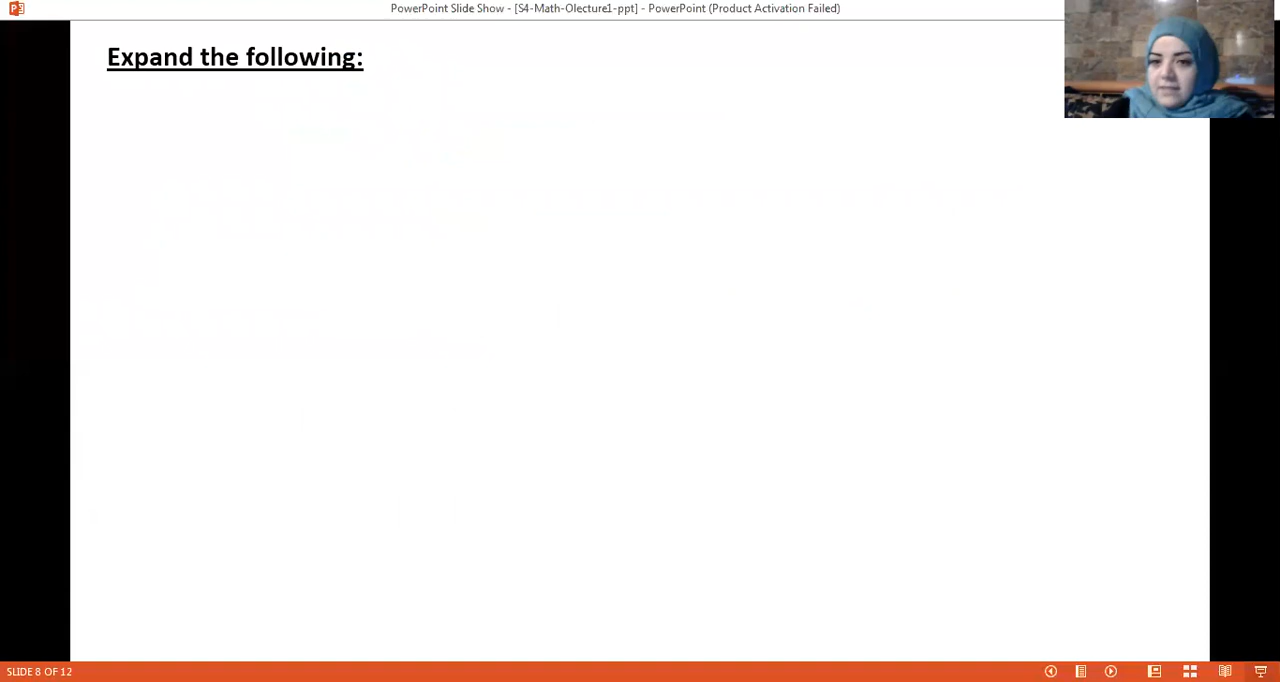 PowerPoint Slide Show - [S4-Math-Olecture1-ppt] - PowerPoint (Product Activation Failed)
Expand the following:
SLIDE 8 OF 12